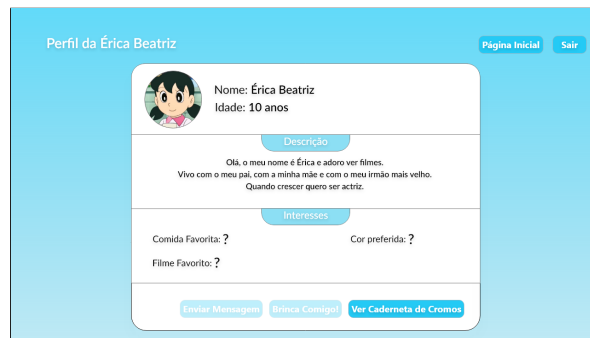 Perfil da Érica Beatriz
Página Inicial
Sair
Nome: Érica Beatriz
Idade: 10 anos
Descrição
Olá, o meu nome é Érica e adoro ver filmes.
Vivo com o meu pai, com a minha mãe e com o meu irmão mais velho.
Quando crescer quero ser actriz.
Interesses
Comida Favorita: ?
Cor preferida: ?
Filme Favorito: ?
Enviar Mensagem
Brinca Comigo!
Ver Caderneta de Cromos